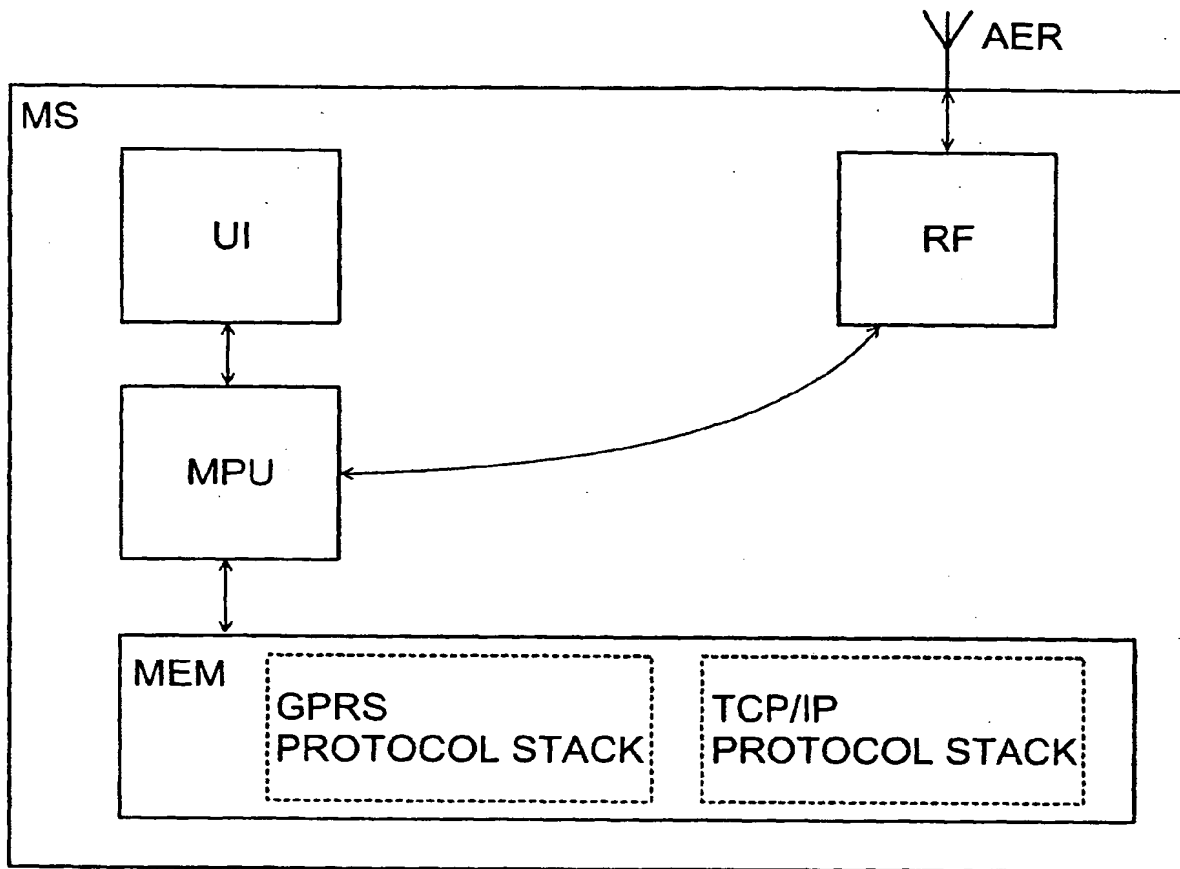 AER
MS
UI
RF
MPU
MEM
GPRS
PROTOCOL STACK
TCP/IP
PROTOCOL STACK